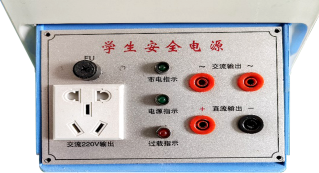 学生安全电源
FU
市电指示
~ 交流输出 ~
电源指示
+ 直流输出 −
过载指示
交流220V输出